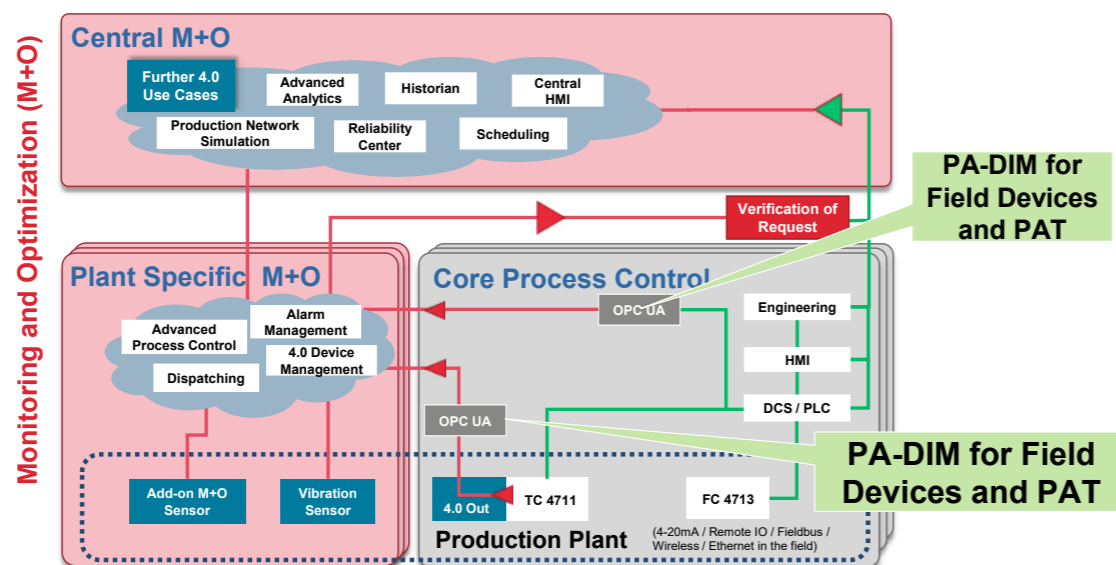 Monitoring and Optimization (M+O)
Central M+O
Further 4.0
Use Cases
Advanced
Analytics
Historian
Central
HMI
Production Network
Simulation
Reliability
Center
Scheduling
PA-DIM for
Field Devices
and PAT
Verification of
Request
Plant Specific M+O
Alarm
Management
Advanced
Process Control
4.0 Device
Management
Dispatching
Add-on M+O
Sensor
Vibration
Sensor
Core Process Control
OPC UA
Engineering
HMI
DCS / PLC
OPC UA
PA-DIM for Field
Devices and PAT
4.0 Out
TC 4711
FC 4713
Production Plant
(4-20mA / Remote IO / Fieldbus /
Wireless / Ethernet in the field)